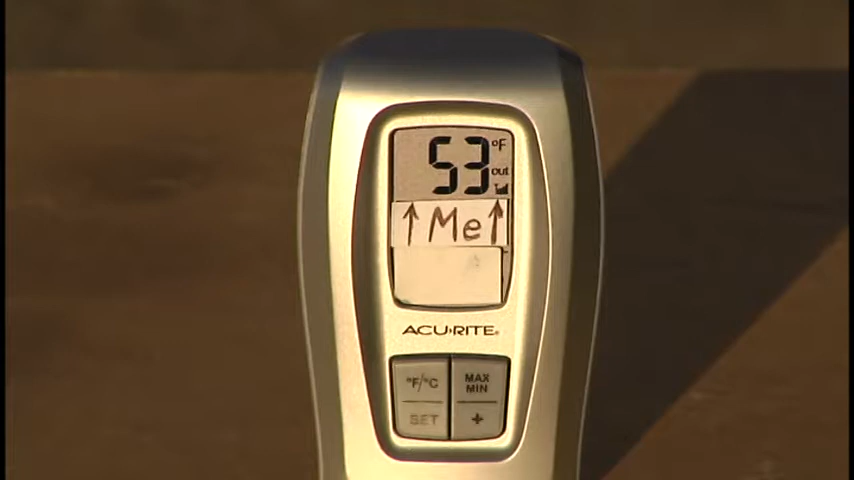 53 °F
out
↑ Me ↑
ACU›RITE®
°F/°C MAX MIN
SET +